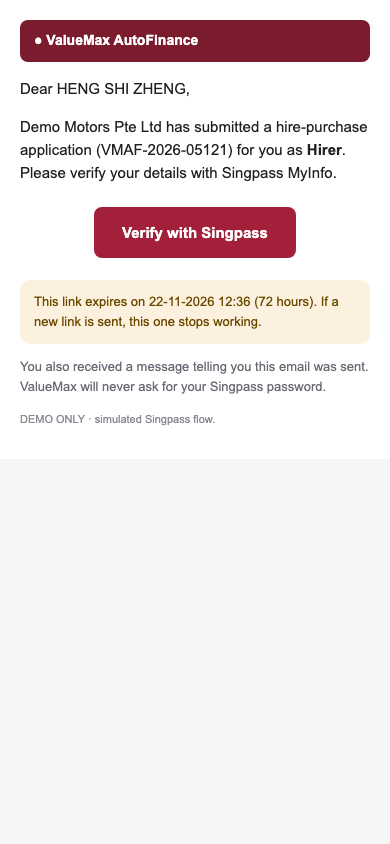 ● ValueMax AutoFinance
Dear HENG SHI ZHENG,
Demo Motors Pte Ltd has submitted a hire-purchase
application (VMAF-2026-05121) for you as Hirer.
Please verify your details with Singpass MyInfo.
Verify with Singpass
This link expires on 22-11-2026 12:36 (72 hours). If a
new link is sent, this one stops working.
You also received a message telling you this email was sent.
ValueMax will never ask for your Singpass password.
DEMO ONLY · simulated Singpass flow.